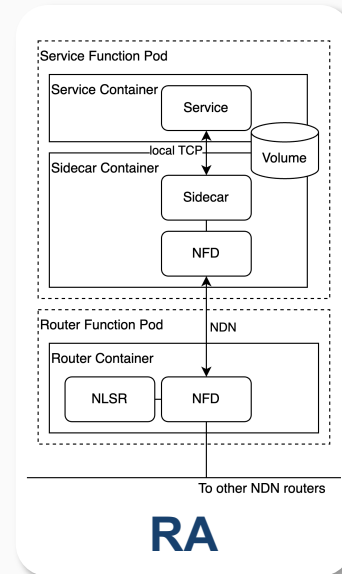 Service Function Pod
Service Container
Service
local TCP
Volume
Sidecar Container
Sidecar
NFD
NDN
Router Function Pod
Router Container
NLSR
NFD
To other NDN routers
RA